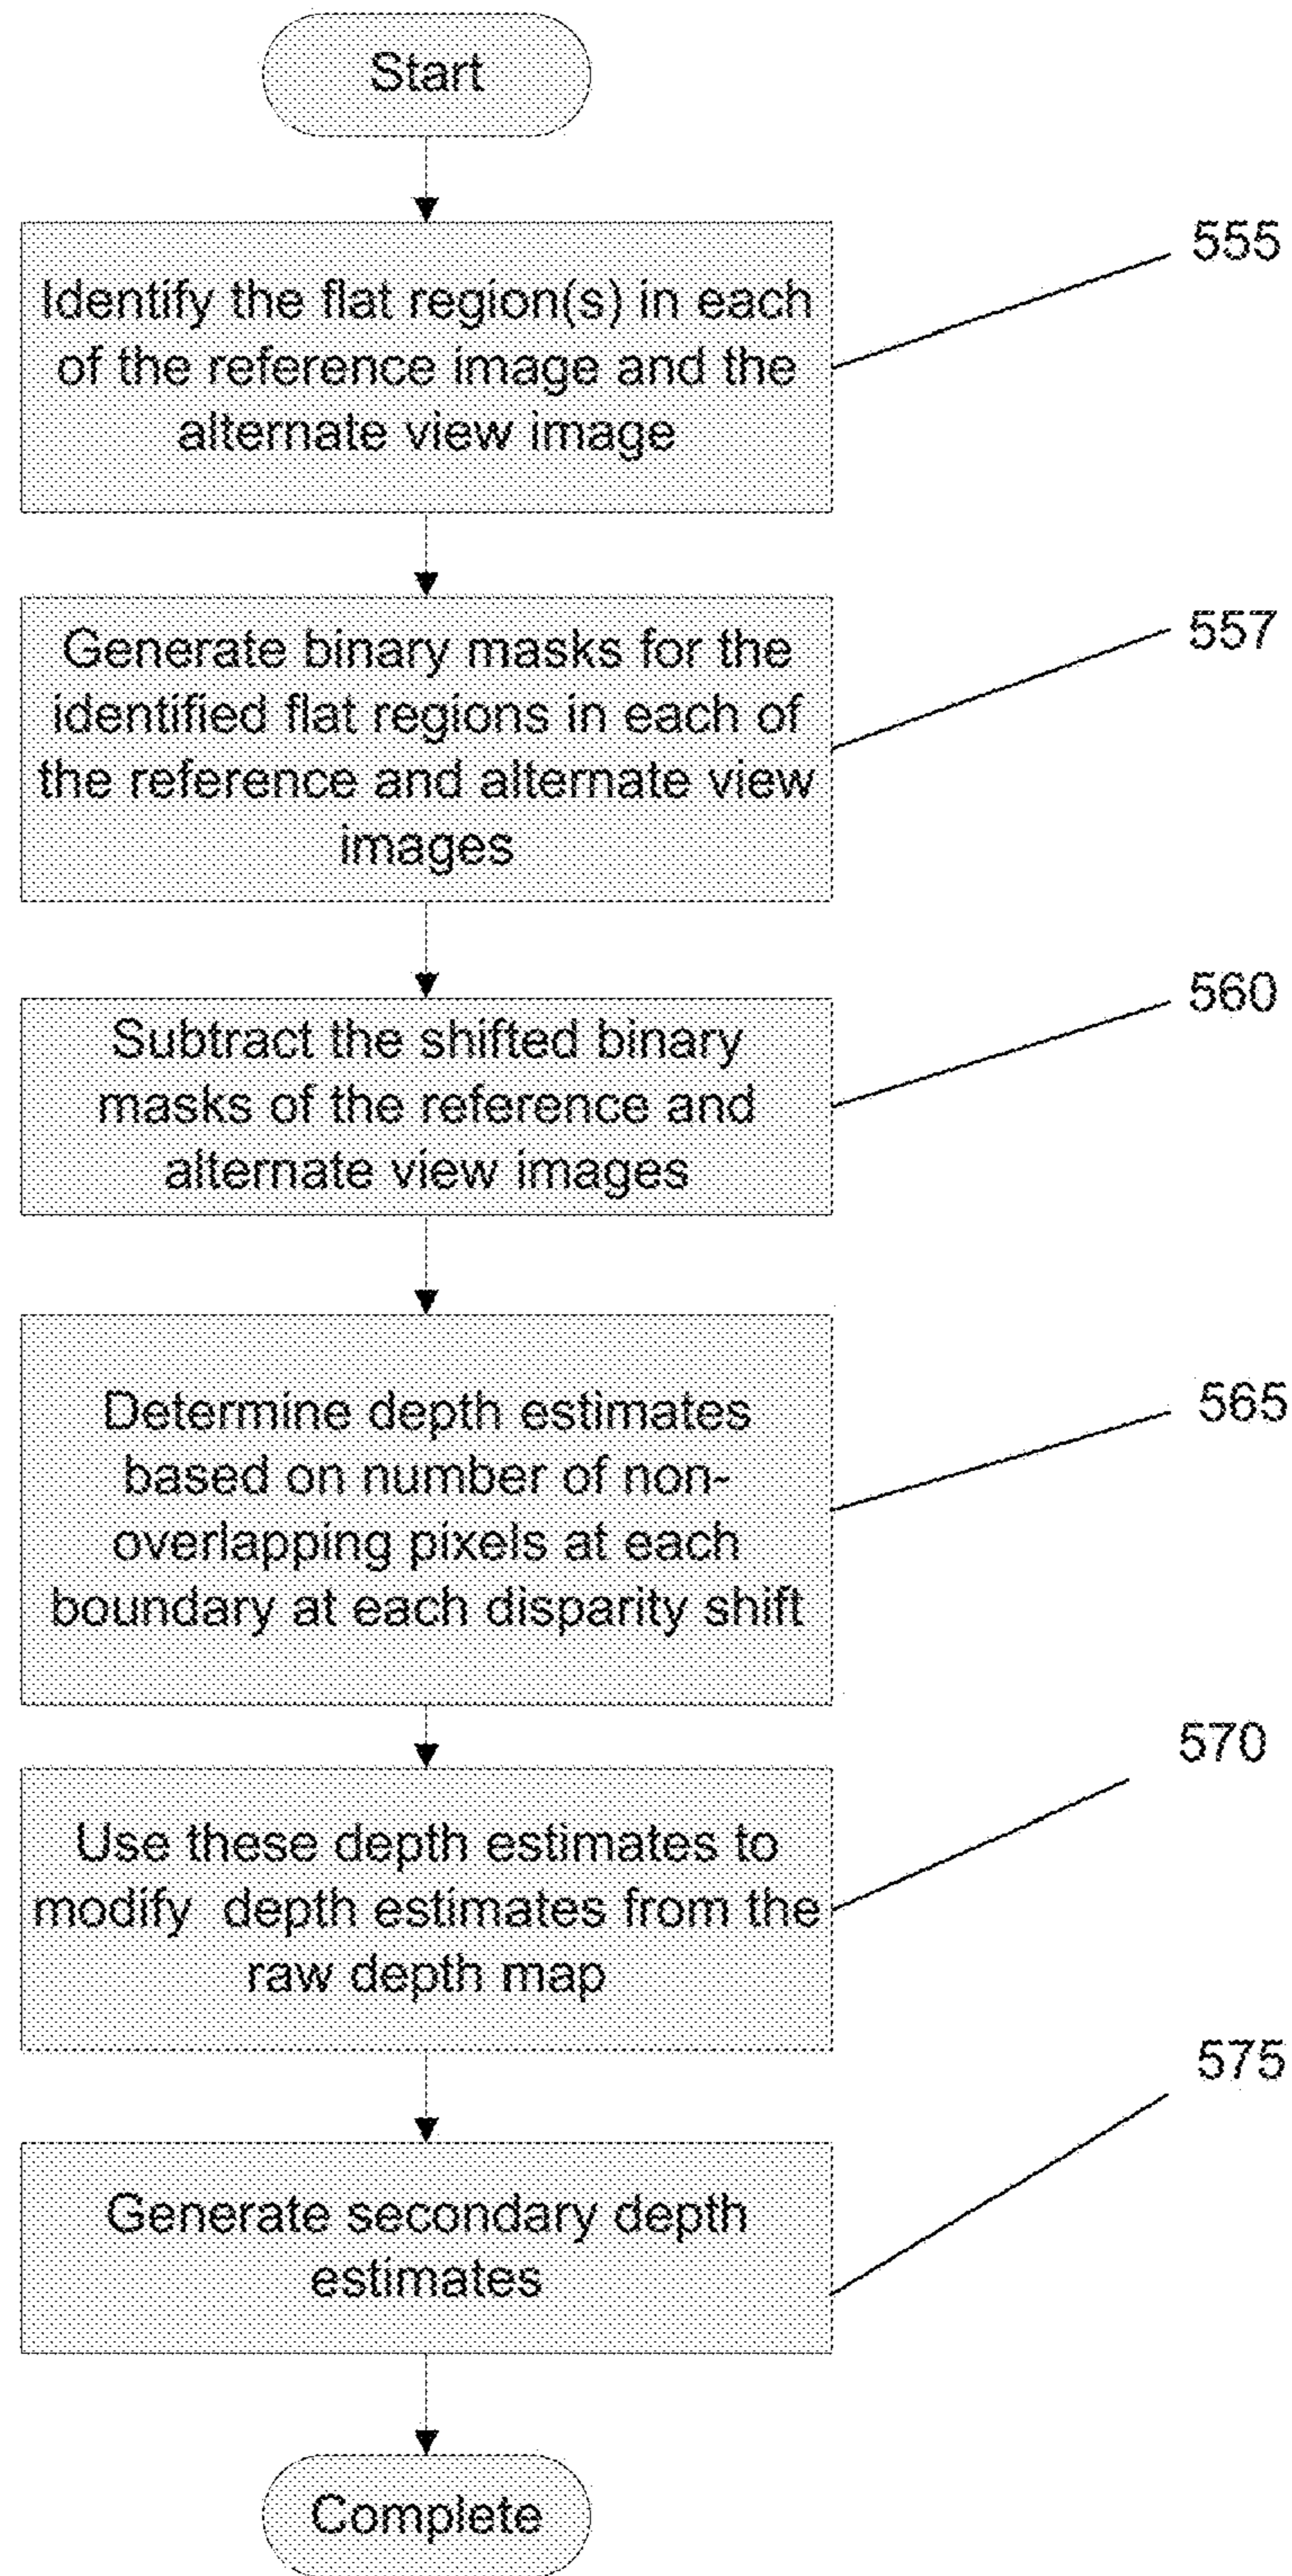 Start
555
Identify the flat region(s) in each
of the reference image and the
alternate view image
557
Generate binary masks for the
identified flat regions in each of
the reference and alternate view
images
560
Subtract the shifted binary
masks of the reference and
alternate view images
565
Determine depth estimates
based on number of non-
overlapping pixels at each
boundary at each disparity shift
570
Use these depth estimates to
modify depth estimates from the
raw depth map
575
Generate secondary depth
estimates
Complete